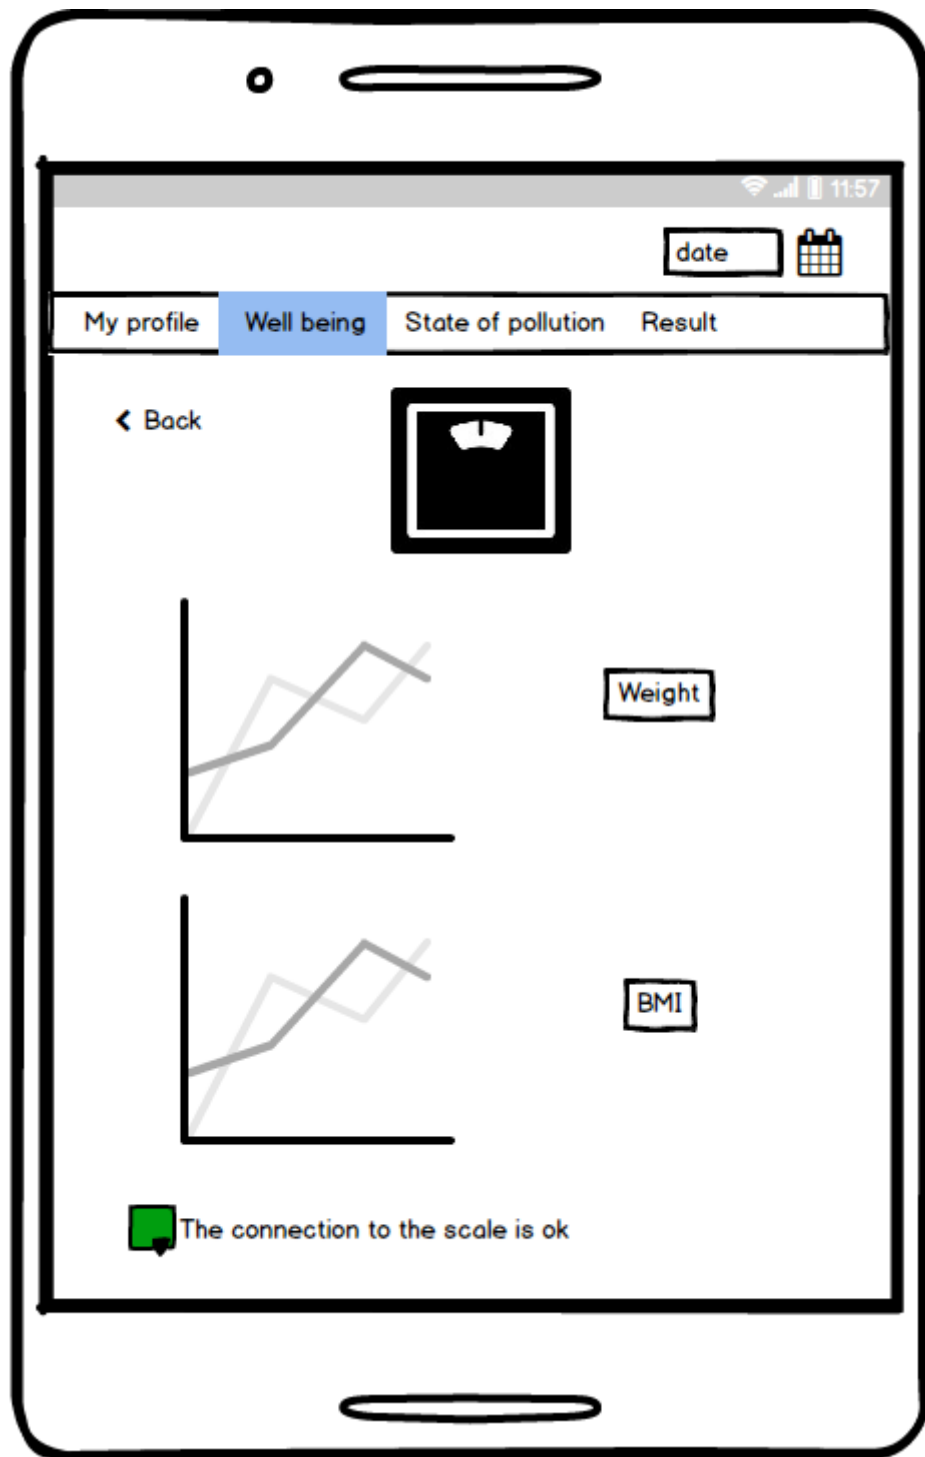 11:57
date
My profile Well being State of pollution Result
Back
Weight
BMI
The connection to the scale is ok